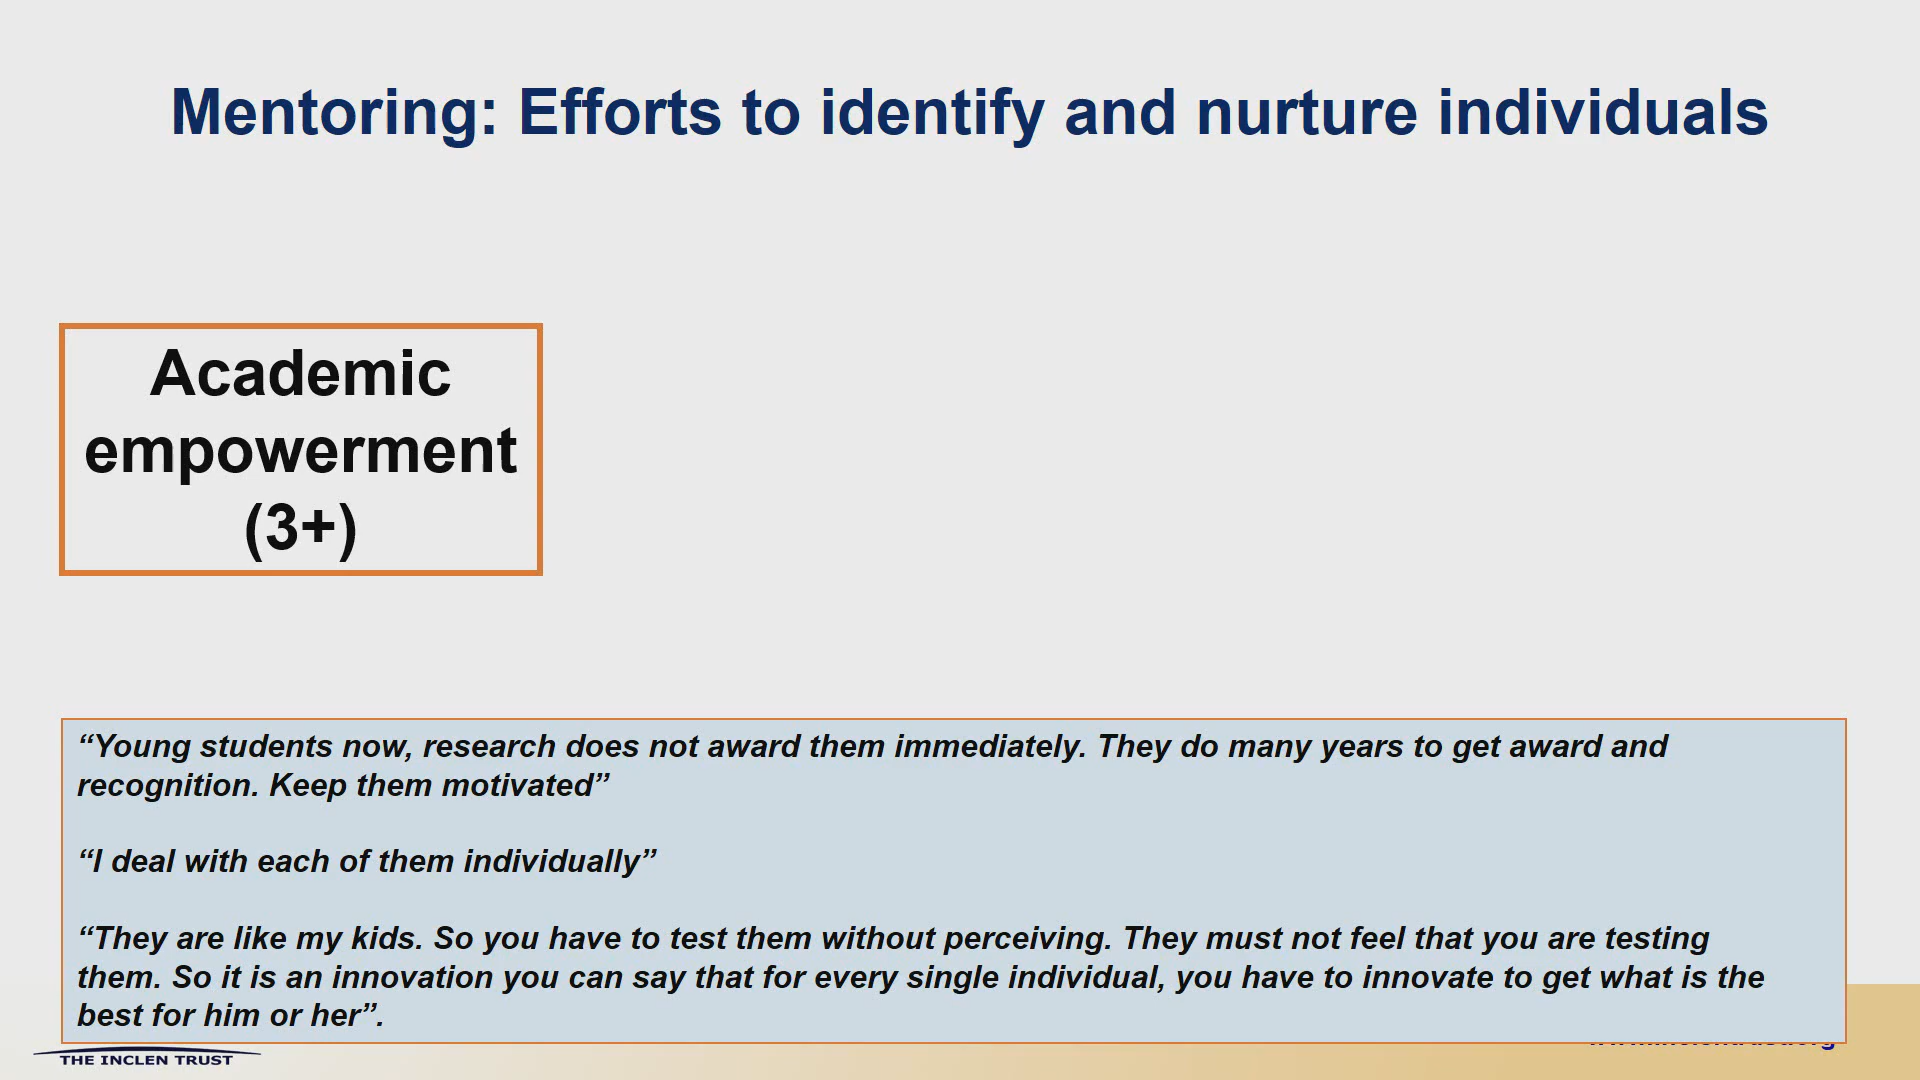 Mentoring: Efforts to identify and nurture individuals
Academic
empowerment
(3+)
“Young students now, research does not award them immediately. They do many years to get award and
recognition. Keep them motivated”
“I deal with each of them individually”
“They are like my kids. So you have to test them without perceiving. They must not feel that you are testing
them. So it is an innovation you can say that for every single individual, you have to innovate to get what is the
best for him or her”.
THE INCLEN TRUST